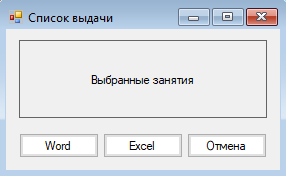 Список выдачи
Выбранные занятия
Word
Excel
Отмена